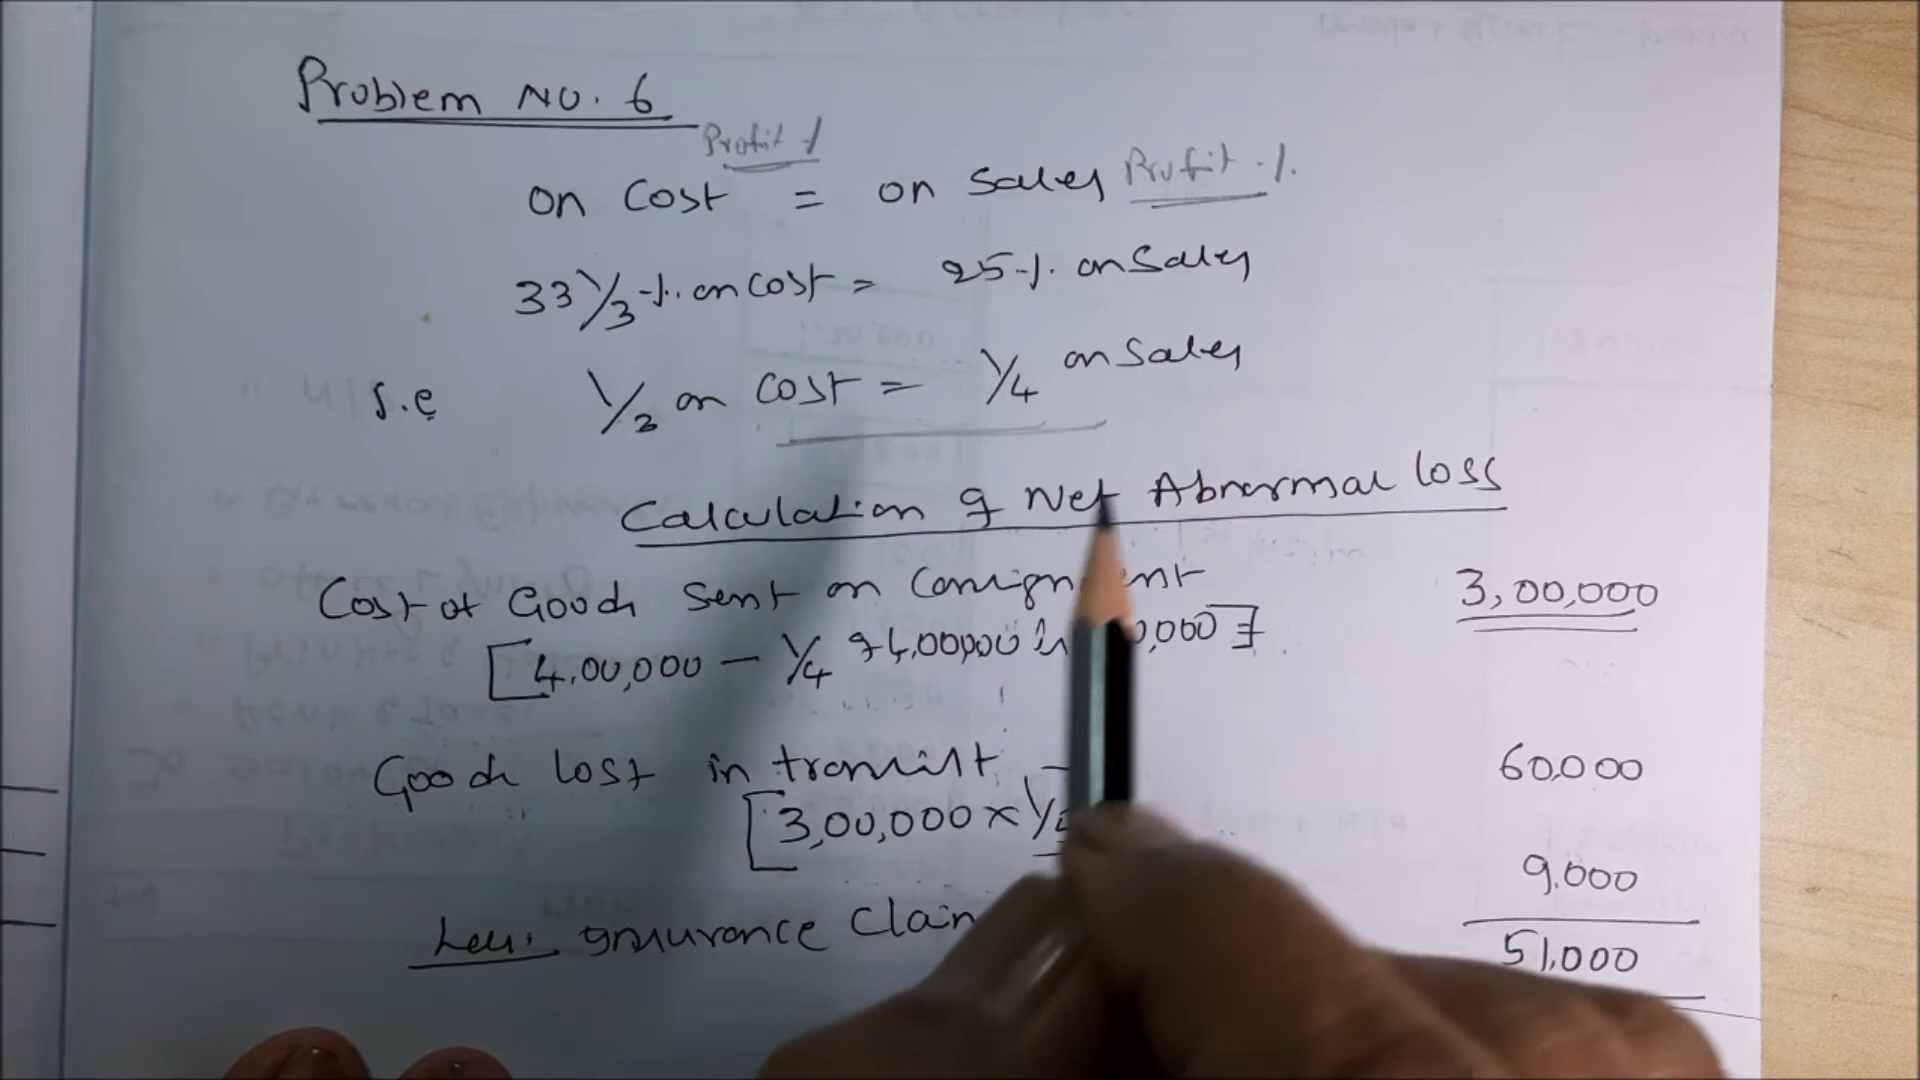 Problem No. 6
Profit %
on Cost = on Sales Profit %
33 1/3 % on cost = 25 % on Sales
i.e 1/3 on cost = 1/4 on Sales
Calculation of Net Abnormal loss
Cost of Goods Sent on Consignment 3,00,000
[4,00,000 - 1/4 of 4,00,000
Goods lost in transit 60,000
[3,00,000 x
Less: Insurance Claim 9,000
51,000